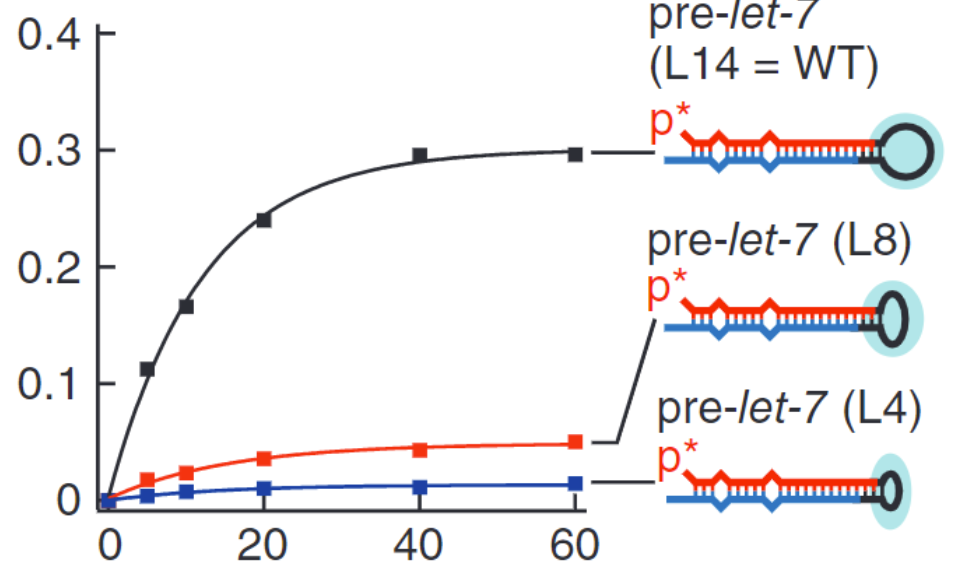 0.4
0.3
0.2
0.1
0
0 20 40 60
pre-let-7
(L14 = WT)
p*
pre-let-7 (L8)
p*
pre-let-7 (L4)
p*